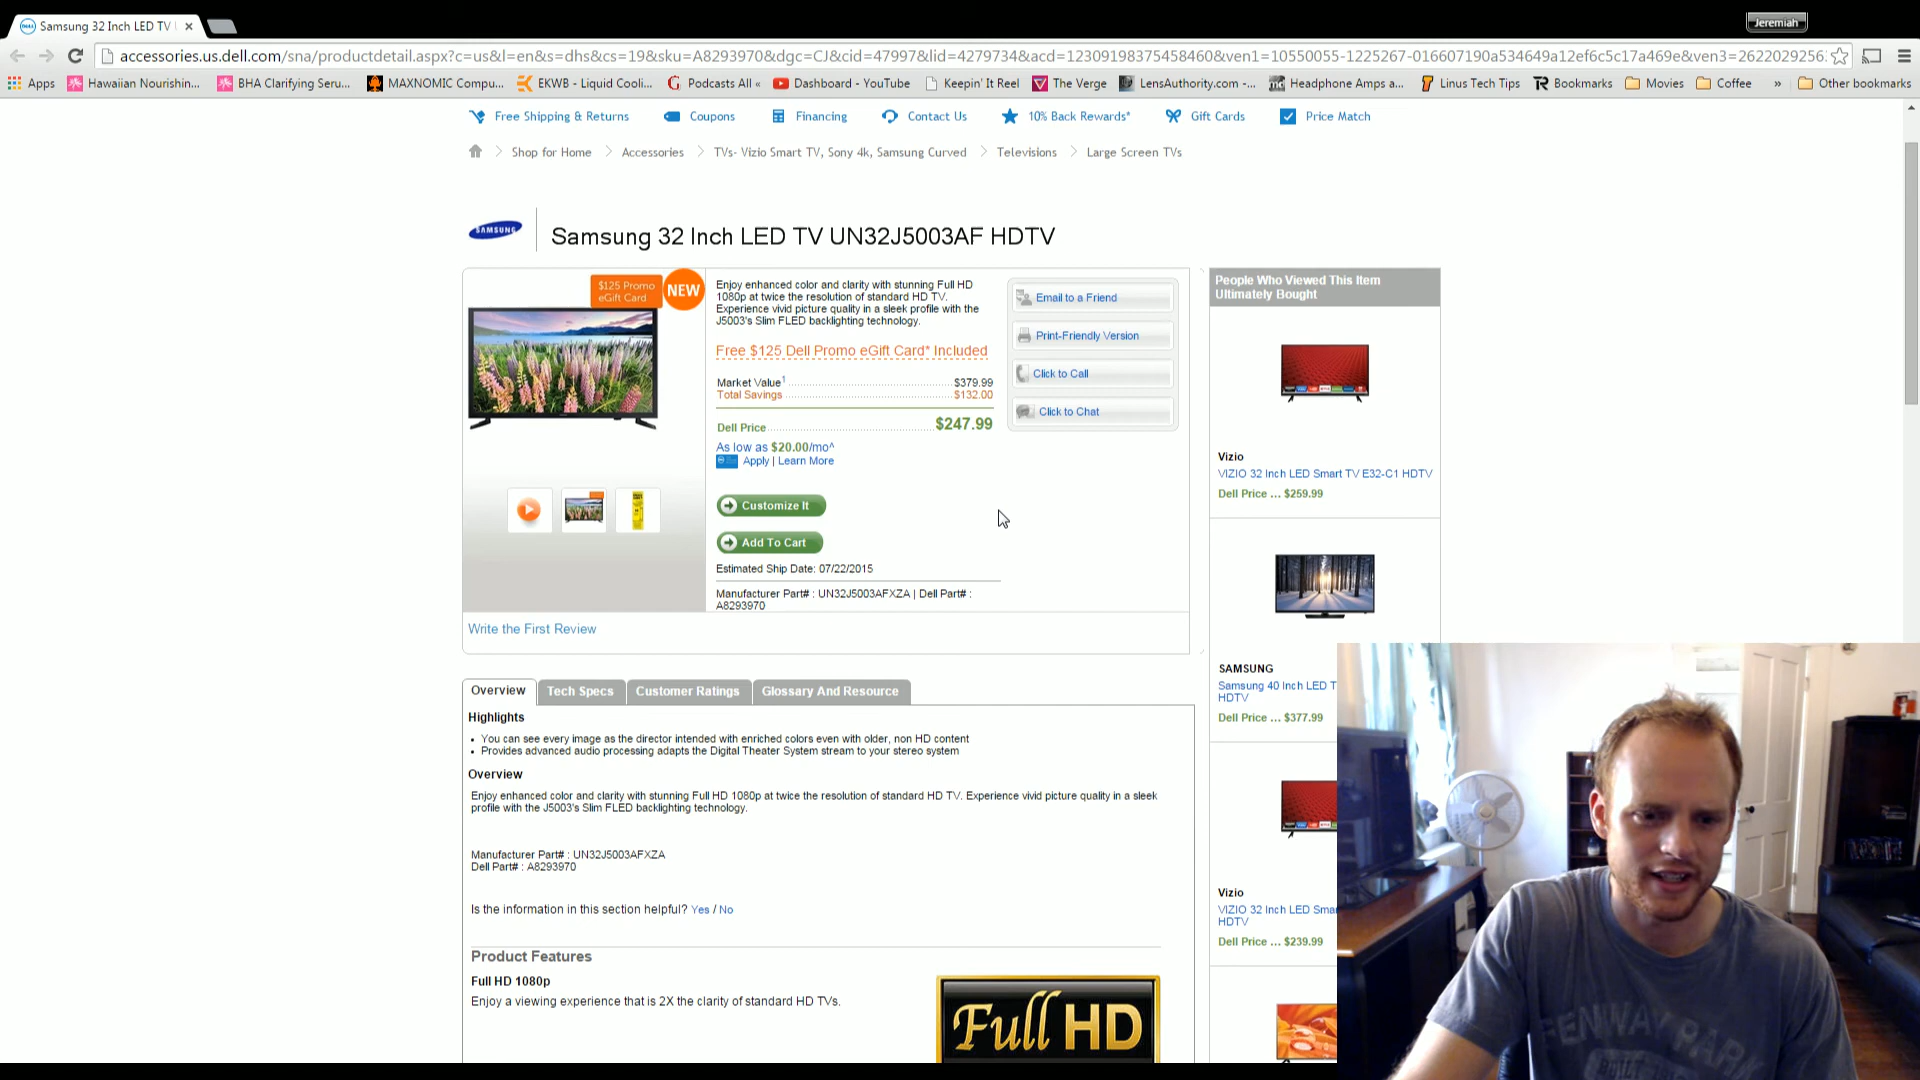 Samsung 32 Inch LED TV
Jeremiah
accessories.us.dell.com/sna/productdetail.aspx?c=us&l=en&s=dhs&cs=19&sku=A8293970&dgc=CJ&cid=47997&lid=4279734&acd=12309198375458460&ven1=10550055-1225267-016607190a534649a12ef6c5c17a469e&ven3=2622029256
Apps Hawaiian Nourishin... BHA Clarifying Seru... MAXNOMIC Compu... EKWB - Liquid Cooli... Podcasts All « Dashboard - YouTube Keepin' It Reel The Verge LensAuthority.com -... Headphone Amps a... Linus Tech Tips Bookmarks Movies Coffee » Other bookmarks
Free Shipping & Returns Coupons Financing Contact Us 10% Back Rewards* Gift Cards Price Match
Shop for Home Accessories TVs- Vizio Smart TV, Sony 4k, Samsung Curved Televisions Large Screen TVs
SAMSUNG
Samsung 32 Inch LED TV UN32J5003AF HDTV
$125 Promo
eGift Card
NEW
Enjoy enhanced color and clarity with stunning Full HD
1080p at twice the resolution of standard HD TV.
Experience vivid picture quality in a sleek profile with the
J5003's Slim FLED backlighting technology.
Free $125 Dell Promo eGift Card* Included
Market Value1 $379.99
Total Savings $132.00
Dell Price $247.99
As low as $20.00/mo^
Apply | Learn More
Customize It
Add To Cart
Estimated Ship Date: 07/22/2015
Manufacturer Part# : UN32J5003AFXZA | Dell Part# :
A8293970
Email to a Friend
Print-Friendly Version
Click to Call
Click to Chat
Write the First Review
People Who Viewed This Item
Ultimately Bought
Vizio
VIZIO 32 Inch LED Smart TV E32-C1 HDTV
Dell Price ... $259.99
SAMSUNG
Samsung 40 Inch LED T
HDTV
Dell Price ... $377.99
Vizio
VIZIO 32 Inch LED Smar
HDTV
Dell Price ... $239.99
Overview Tech Specs Customer Ratings Glossary And Resource
Highlights
• You can see every image as the director intended with enriched colors even with older, non HD content
• Provides advanced audio processing adapts the Digital Theater System stream to your stereo system
Overview
Enjoy enhanced color and clarity with stunning Full HD 1080p at twice the resolution of standard HD TV. Experience vivid picture quality in a sleek
profile with the J5003's Slim FLED backlighting technology.
Manufacturer Part# : UN32J5003AFXZA
Dell Part# : A8293970
Is the information in this section helpful? Yes / No
Product Features
Full HD 1080p
Enjoy a viewing experience that is 2X the clarity of standard HD TVs.
Full HD
FENWAY PARK